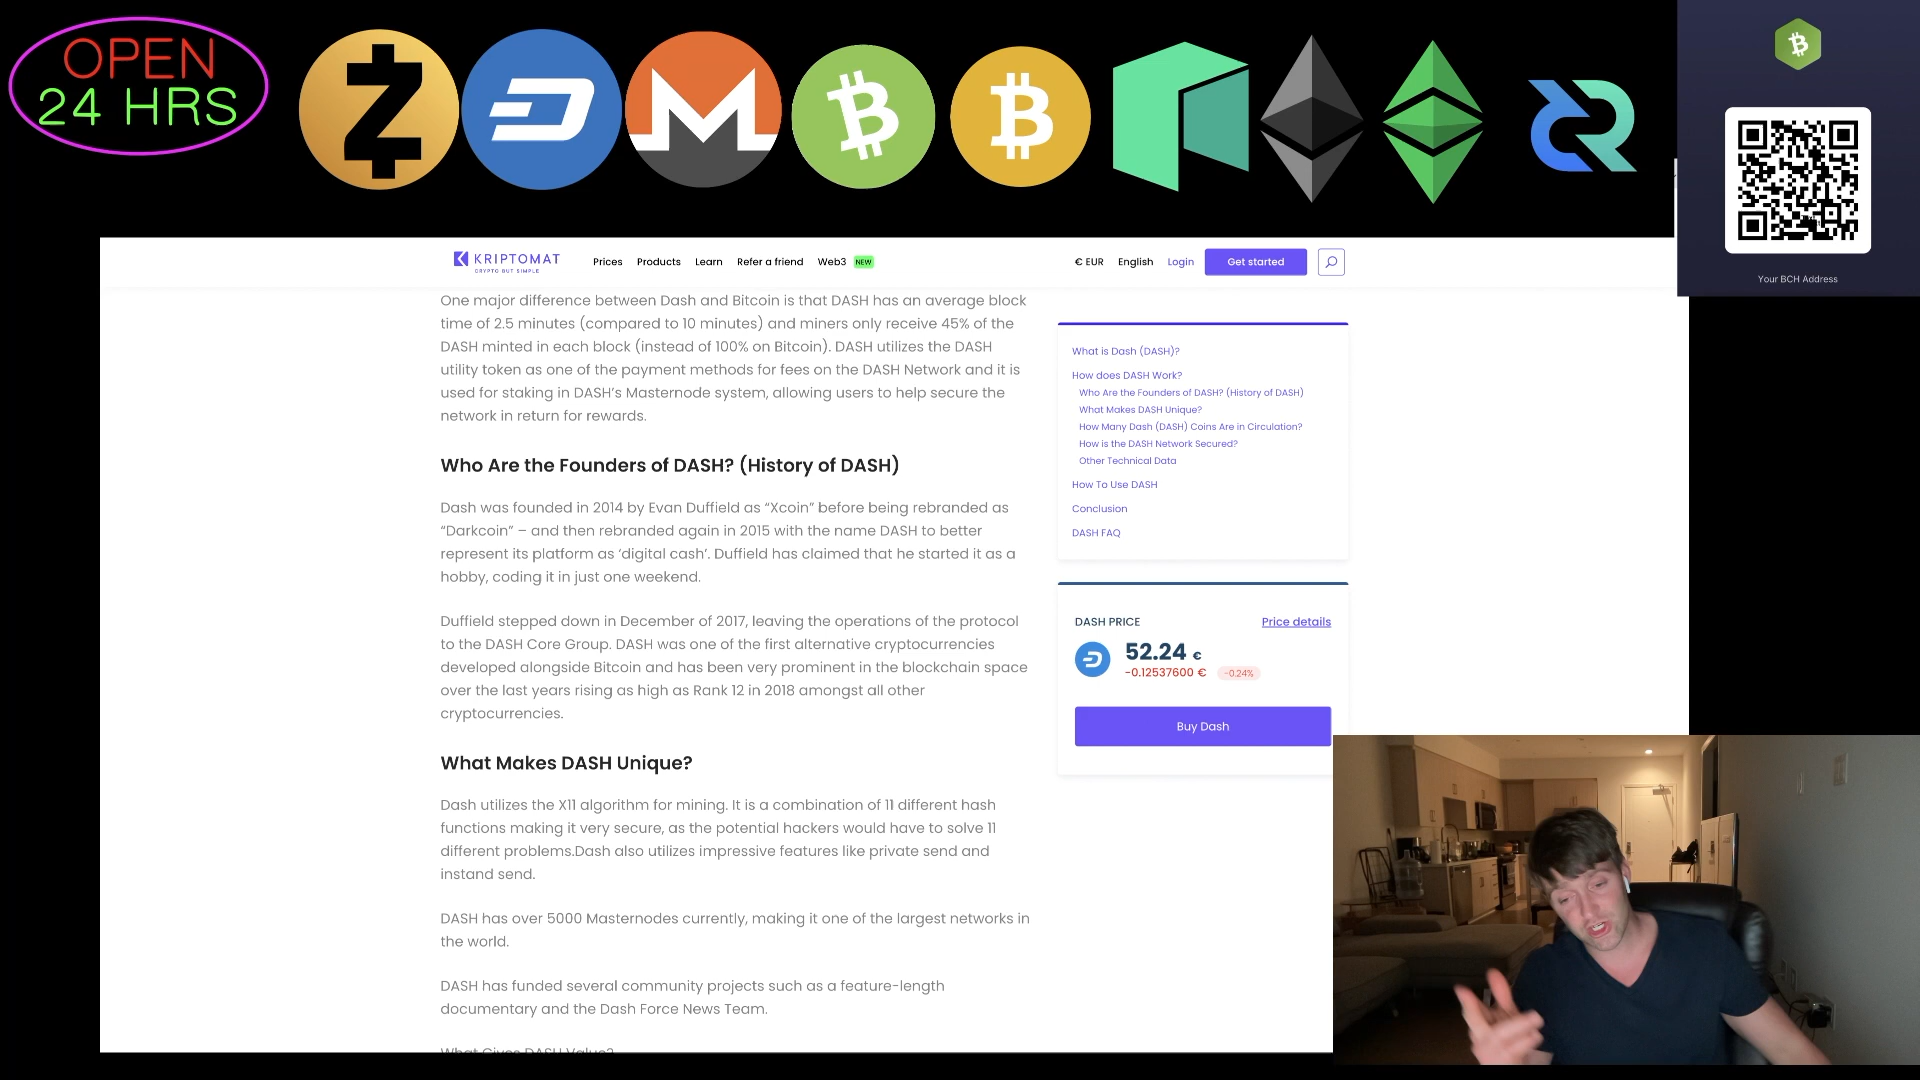 OPEN
24 HRS
KRIPTOMAT
CRYPTO BUT SIMPLE
Prices Products Learn Refer a friend Web3 NEW
€ EUR English Login Get started
Your BCH Address
One major difference between Dash and Bitcoin is that DASH has an average block
time of 2.5 minutes (compared to 10 minutes) and miners only receive 45% of the
DASH minted in each block (instead of 100% on Bitcoin). DASH utilizes the DASH
utility token as one of the payment methods for fees on the DASH Network and it is
used for staking in DASH’s Masternode system, allowing users to help secure the
network in return for rewards.
Who Are the Founders of DASH? (History of DASH)
Dash was founded in 2014 by Evan Duffield as “Xcoin” before being rebranded as
“Darkcoin” – and then rebranded again in 2015 with the name DASH to better
represent its platform as ‘digital cash’. Duffield has claimed that he started it as a
hobby, coding it in just one weekend.
Duffield stepped down in December of 2017, leaving the operations of the protocol
to the DASH Core Group. DASH was one of the first alternative cryptocurrencies
developed alongside Bitcoin and has been very prominent in the blockchain space
over the last years rising as high as Rank 12 in 2018 amongst all other
cryptocurrencies.
What Makes DASH Unique?
Dash utilizes the X11 algorithm for mining. It is a combination of 11 different hash
functions making it very secure, as the potential hackers would have to solve 11
different problems.Dash also utilizes impressive features like private send and
instand send.
DASH has over 5000 Masternodes currently, making it one of the largest networks in
the world.
DASH has funded several community projects such as a feature-length
documentary and the Dash Force News Team.
What Gives DASH Value?
What is Dash (DASH)?
How does DASH Work?
Who Are the Founders of DASH? (History of DASH)
What Makes DASH Unique?
How Many Dash (DASH) Coins Are in Circulation?
How is the DASH Network Secured?
Other Technical Data
How To Use DASH
Conclusion
DASH FAQ
DASH PRICE Price details
52.24 €
-0.12537600 € -0.24%
Buy Dash